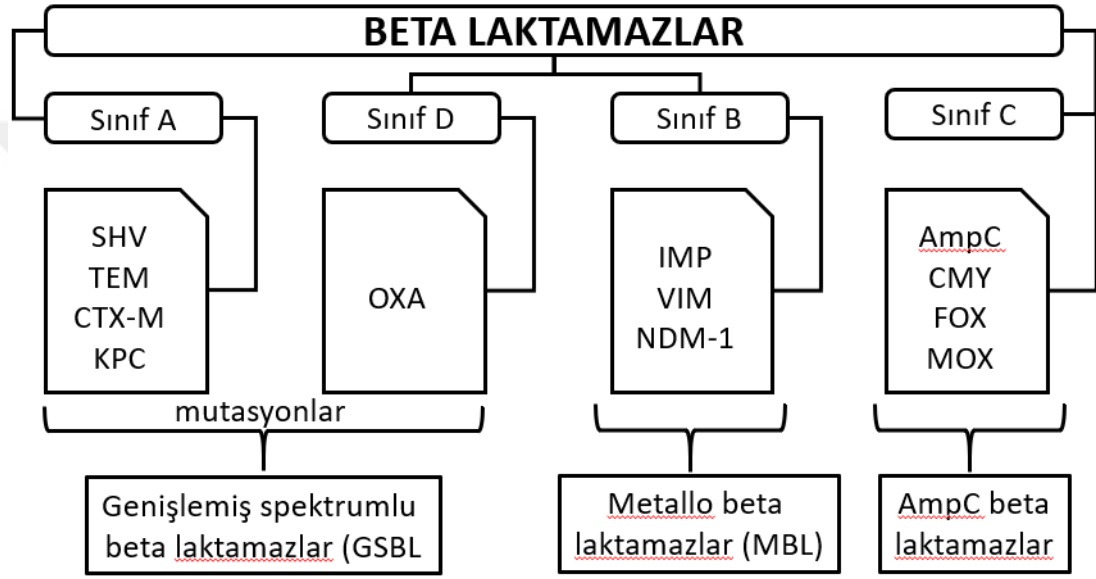 BETA LAKTAMAZLAR
Sınıf A
Sınıf D
Sınıf B
Sınıf C
SHV
TEM
CTX-M
KPC
OXA
IMP
VIM
NDM-1
AmpC
CMY
FOX
MOX
mutasyonlar
Genişlemiş spektrumlu
beta laktamazlar (GSBL
Metallo beta
laktamazlar (MBL)
AmpC beta
laktamazlar